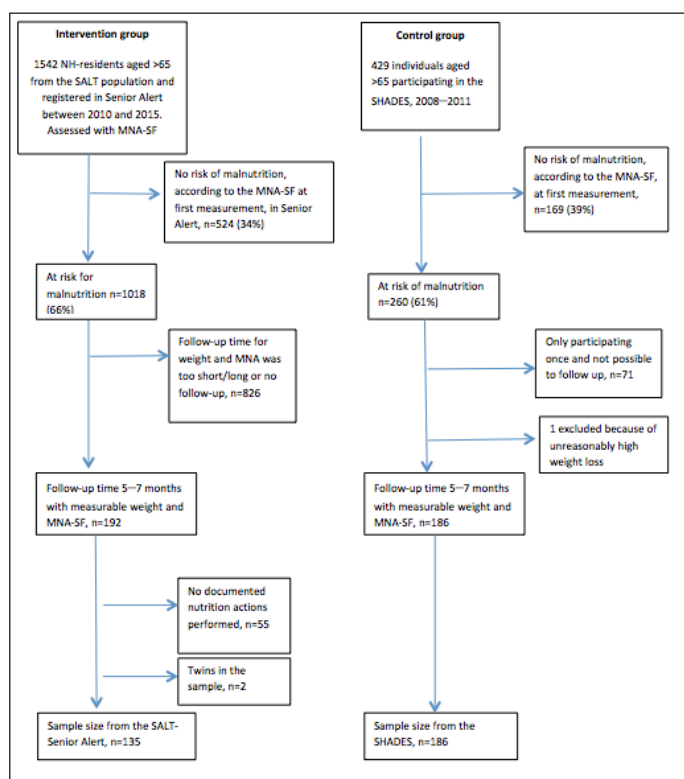 Intervention group
1542 NH-residents aged >65
from the SALT population and
registered in Senior Alert
between 2010 and 2015.
Assessed with MNA-SF
No risk of malnutrition,
according to the MNA-SF at
first measurement, in Senior
Alert, n=524 (34%)
At risk for
malnutrition n=1018
(66%)
Follow-up time for
weight and MNA was
too short/long or no
follow-up, n=826
Follow-up time 5—7 months
with measurable weight and
MNA-SF, n=192
No documented
nutrition actions
performed, n=55
Twins in the
sample, n=2
Sample size from the SALT-
Senior Alert, n=135
Control group
429 individuals aged
>65 participating in the
SHADES, 2008—2011
No risk of malnutrition,
according to the MNA-SF,
at first measurement,
n=169 (39%)
At risk of malnutrition
n=260 (61%)
Only participating
once and not possible
to follow up, n=71
1 excluded because of
unreasonably high
weight loss
Follow-up time 5—7 months
with measurable weight and
MNA-SF, n=186
Sample size from the
SHADES, n=186